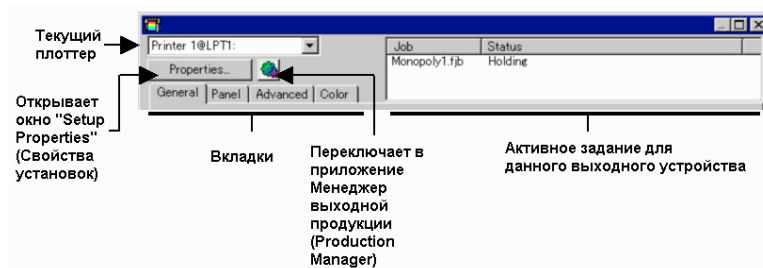 Текущий
плоттер
Printer 1@LPT1:
Properties...
General Panel Advanced Color
Job Status
Monopoly1.fjb Holding
Открывает
окно "Setup
Properties"
(Свойства
установок)
Вкладки
Переключает в
приложение
Менеджер
выходной
продукции
(Production
Manager)
Активное задание для
данного выходного устройства